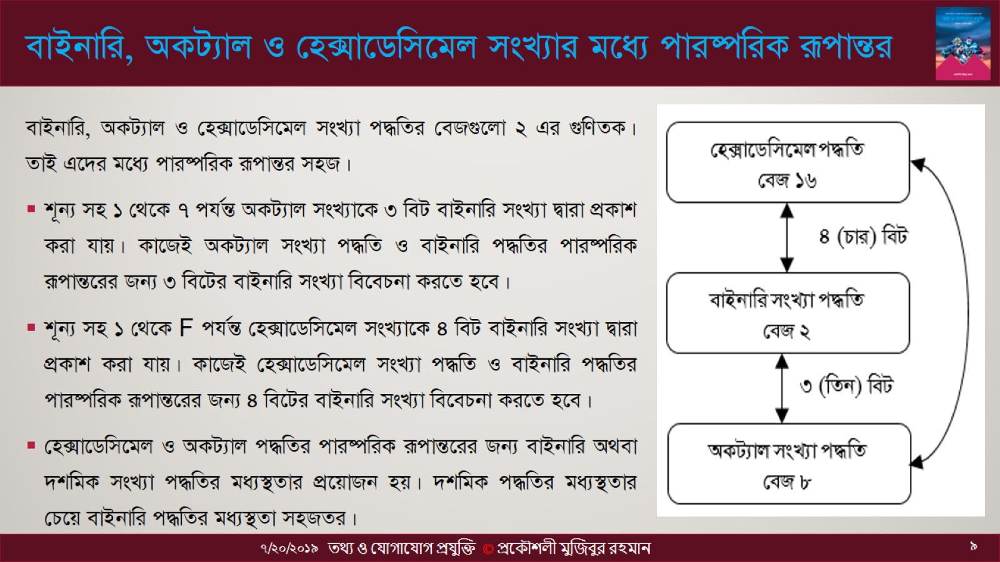 বাইনারি, অকট্যাল ও হেক্সাডেসিমেল সংখ্যার মধ্যে পারষ্পরিক রূপান্তর
বাইনারি, অকট্যাল ও হেক্সাডেসিমেল সংখ্যা পদ্ধতির বেজগুলো ২ এর গুণিতক।
তাই এদের মধ্যে পারষ্পরিক রূপান্তর সহজ।
শূন্য সহ ১ থেকে ৭ পর্যন্ত অকট্যাল সংখ্যাকে ৩ বিট বাইনারি সংখ্যা দ্বারা প্রকাশ
করা যায়। কাজেই অকট্যাল সংখ্যা পদ্ধতি ও বাইনারি পদ্ধতির পারষ্পরিক
রূপান্তরের জন্য ৩ বিটের বাইনারি সংখ্যা বিবেচনা করতে হবে।
শূন্য সহ ১ থেকে F পর্যন্ত হেক্সাডেসিমেল সংখ্যাকে ৪ বিট বাইনারি সংখ্যা দ্বারা
প্রকাশ করা যায়। কাজেই হেক্সাডেসিমেল সংখ্যা পদ্ধতি ও বাইনারি পদ্ধতির
পারষ্পরিক রূপান্তরের জন্য ৪ বিটের বাইনারি সংখ্যা বিবেচনা করতে হবে।
হেক্সাডেসিমেল ও অকট্যাল পদ্ধতির পারষ্পরিক রূপান্তরের জন্য বাইনারি অথবা
দশমিক সংখ্যা পদ্ধতির মধ্যস্থতার প্রয়োজন হয়। দশমিক পদ্ধতির মধ্যস্থতার
চেয়ে বাইনারি পদ্ধতির মধ্যস্থতা সহজতর।
হেক্সাডেসিমেল পদ্ধতি
বেজ ১৬
৪ (চার) বিট
বাইনারি সংখ্যা পদ্ধতি
বেজ ২
৩ (তিন) বিট
অকট্যাল সংখ্যা পদ্ধতি
বেজ ৮
৭/২০/২০১৯ তথ্য ও যোগাযোগ প্রযুক্তি © প্রকৌশলী মুজিবুর রহমান
৯